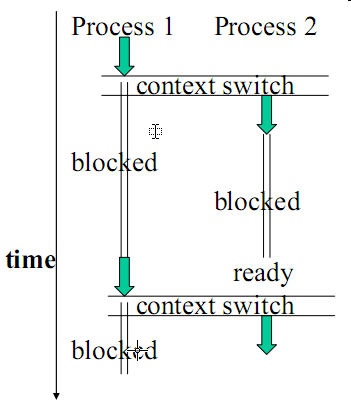 Process 1 Process 2
context switch
blocked
blocked
time
ready
context switch
blocked